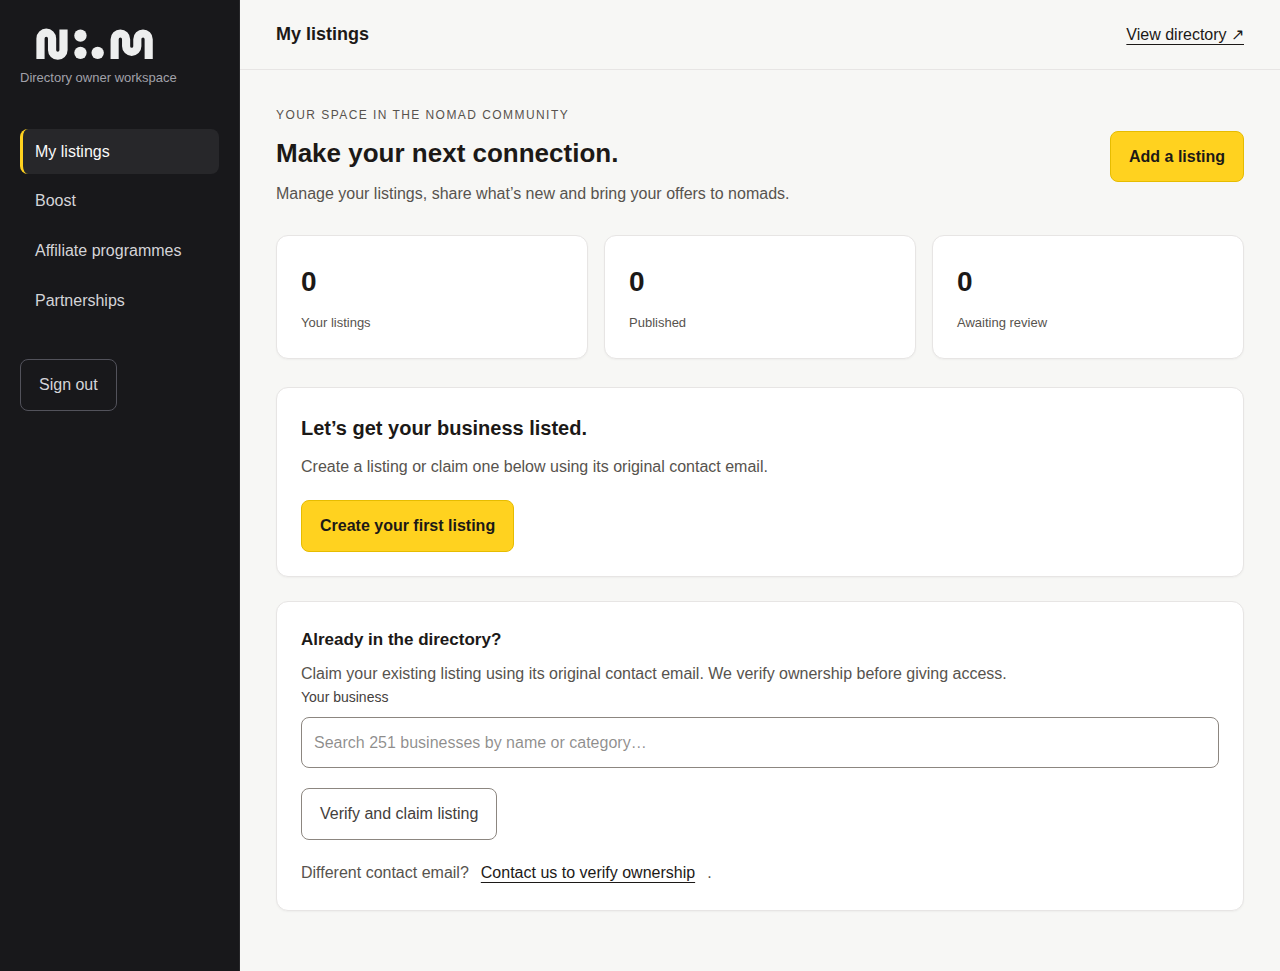 Directory owner workspace
My listings
Boost
Affiliate programmes
Partnerships
Sign out
My listings
View directory ↗
YOUR SPACE IN THE NOMAD COMMUNITY
Make your next connection.
Manage your listings, share what’s new and bring your offers to nomads.
Add a listing
0
Your listings
0
Published
0
Awaiting review
Let’s get your business listed.
Create a listing or claim one below using its original contact email.
Create your first listing
Already in the directory?
Claim your existing listing using its original contact email. We verify ownership before giving access.
Your business
Search 251 businesses by name or category…
Verify and claim listing
Different contact email? Contact us to verify ownership .